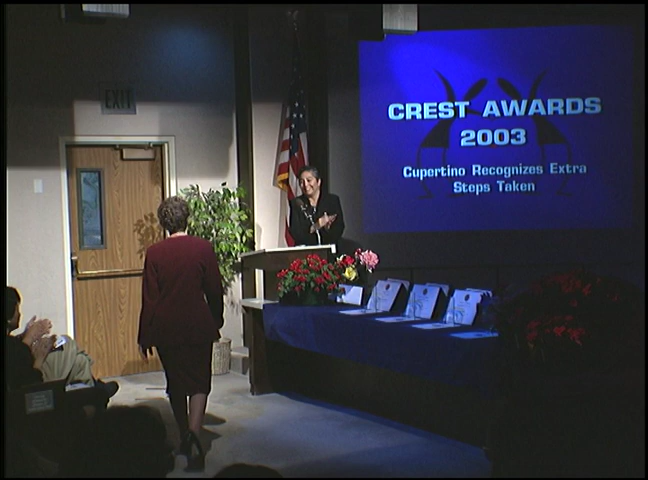 EXIT
CREST AWARDS
2003
Cupertino Recognizes Extra
Steps Taken